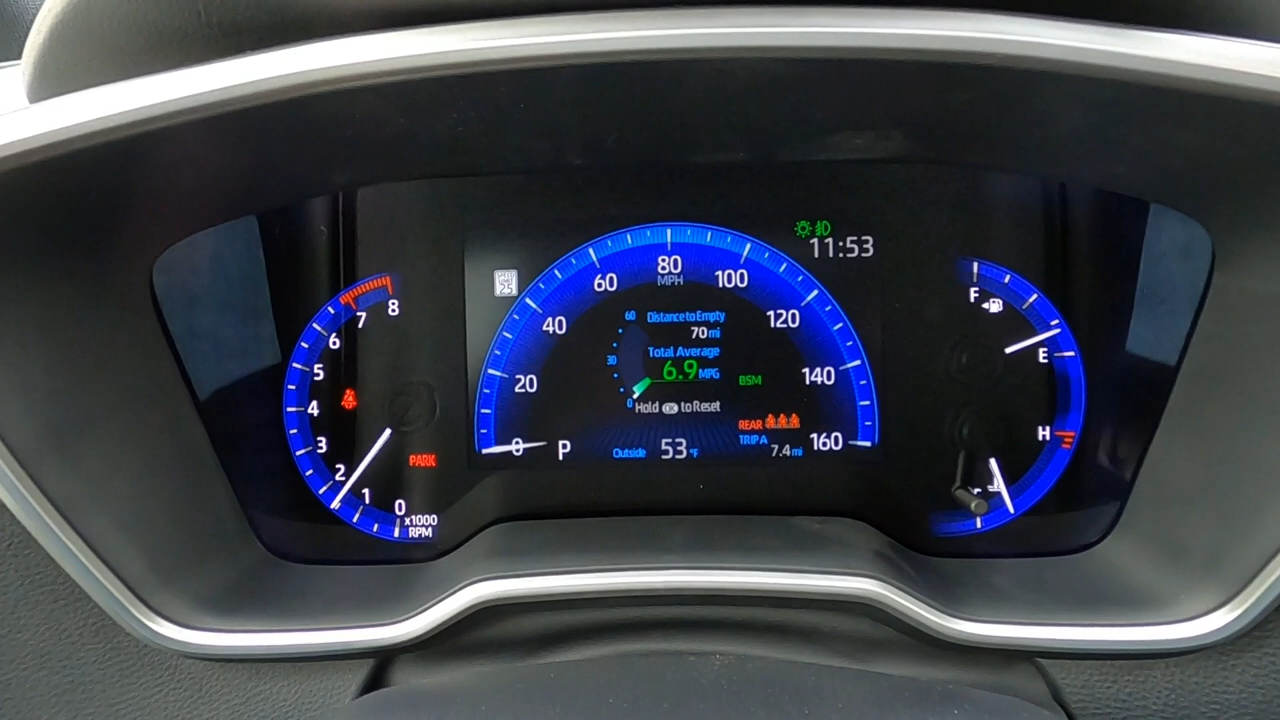 SPEED
LIMIT
25
11:53
0
20
40
60
80
100
120
140
160
MPH
8
7
6
5
4
3
2
1
0
x1000
RPM
PARK
60
30
0
Distance to Empty
70 mi
Total Average
6.9 MPG
Hold OK to Reset
BSM
REAR
TRIP A
7.4 mi
P
Outside
53 °F
F
E
H